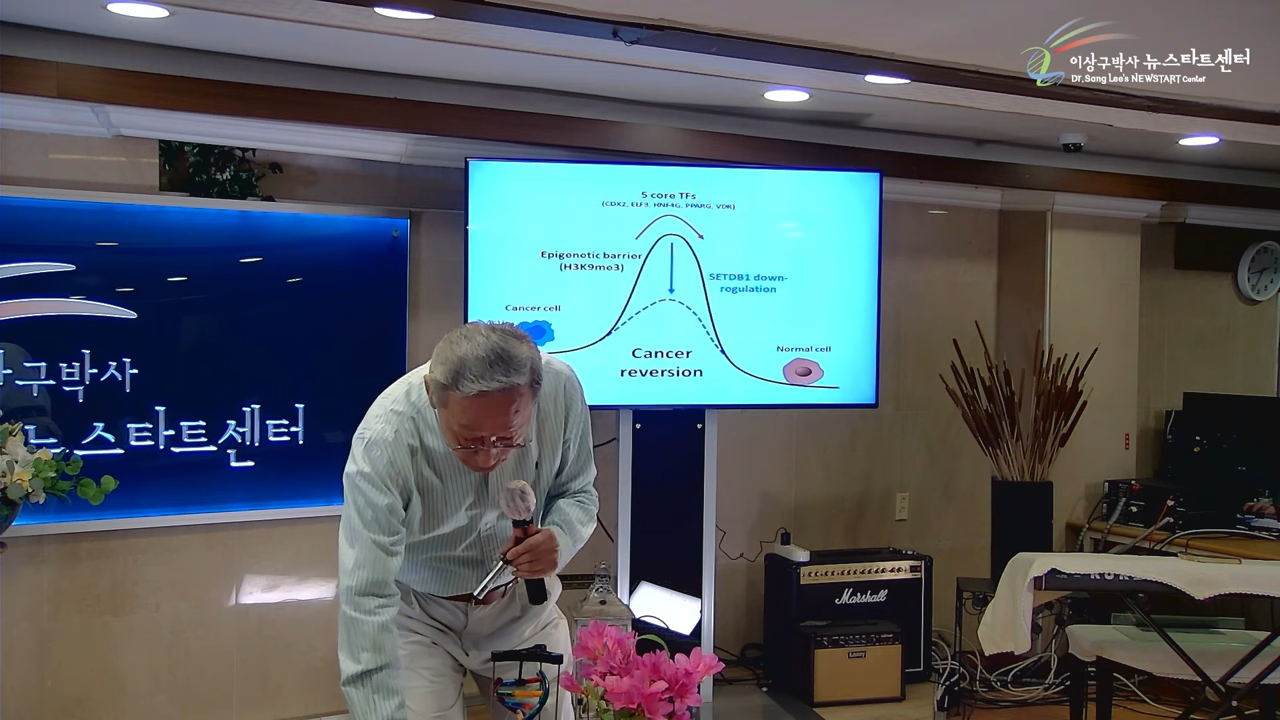 이상구박사 뉴스타트센터
Dr. Sang Lee's NEWSTART Center
5 core TFs
(CDX2, ELF3, HNF4G, PPARG, VDR)
Epigenetic barrier
(H3K9me3)
SETDB1 down-
regulation
Cancer cell
Normal cell
Cancer
reversion
상구박사
뉴스타트센터
Marshall
Laney